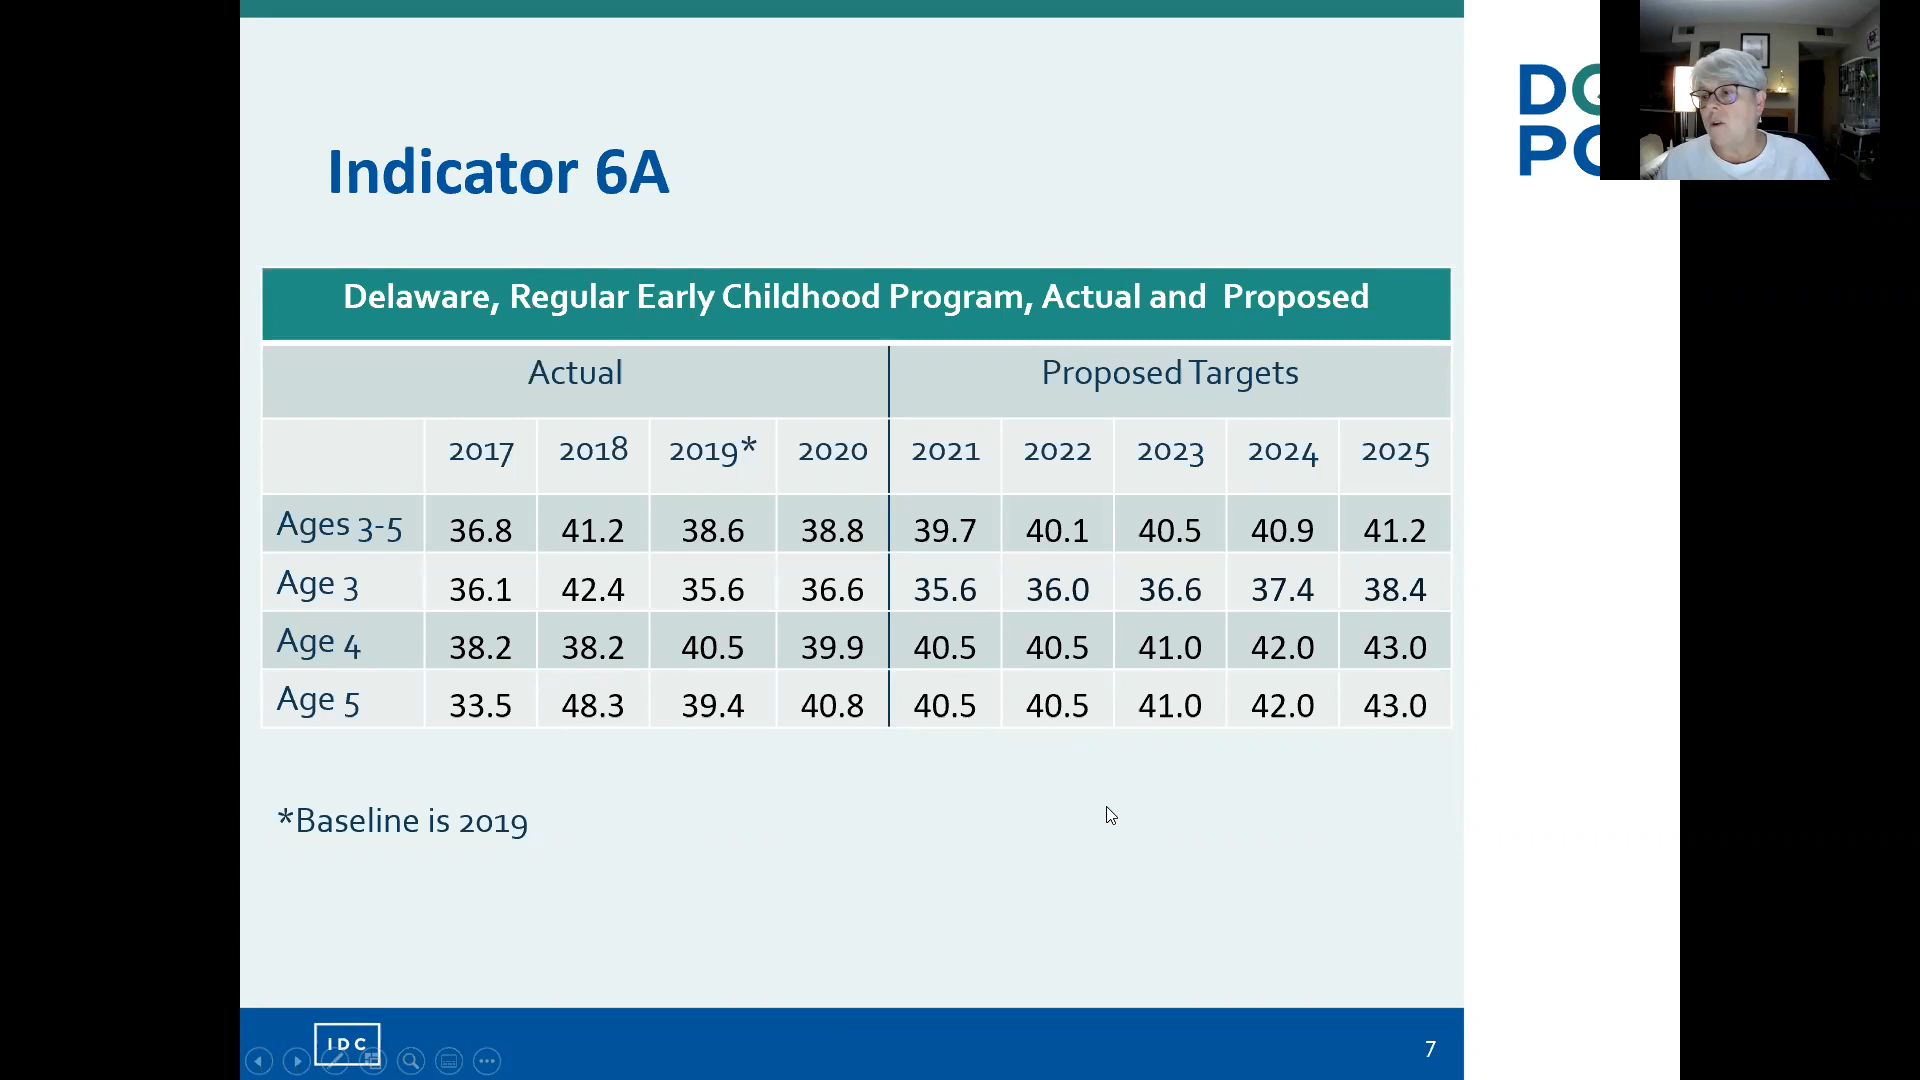 Indicator 6A
Delaware, Regular Early Childhood Program, Actual and Proposed
Actual Proposed Targets
2017 2018 2019* 2020 2021 2022 2023 2024 2025
Ages 3-5 36.8 41.2 38.6 38.8 39.7 40.1 40.5 40.9 41.2
Age 3 36.1 42.4 35.6 36.6 35.6 36.0 36.6 37.4 38.4
Age 4 38.2 38.2 40.5 39.9 40.5 40.5 41.0 42.0 43.0
Age 5 33.5 48.3 39.4 40.8 40.5 40.5 41.0 42.0 43.0
*Baseline is 2019
IDC
7